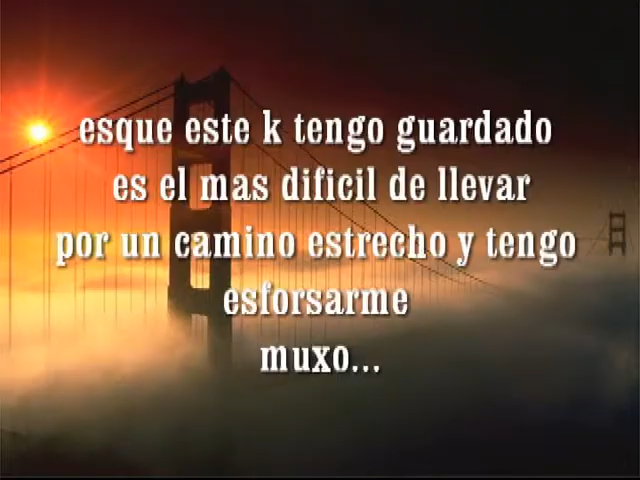 esque este k tengo guardado
es el mas dificil de llevar
por un camino estrecho y tengo
esforsarme
muxo...